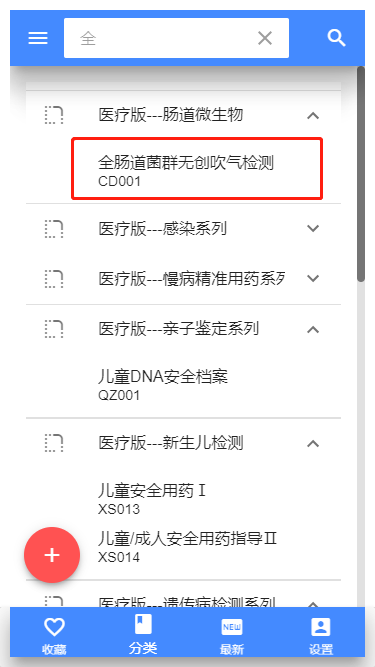 全
医疗版---肠道微生物
全肠道菌群无创吹气检测
CD001
医疗版---感染系列
医疗版---慢病精准用药系列
医疗版---亲子鉴定系列
儿童DNA安全档案
QZ001
医疗版---新生儿检测
儿童安全用药Ⅰ
XS013
儿童/成人安全用药指导Ⅱ
XS014
医疗版---遗传病检测系列
收藏
分类
NEW
最新
设置